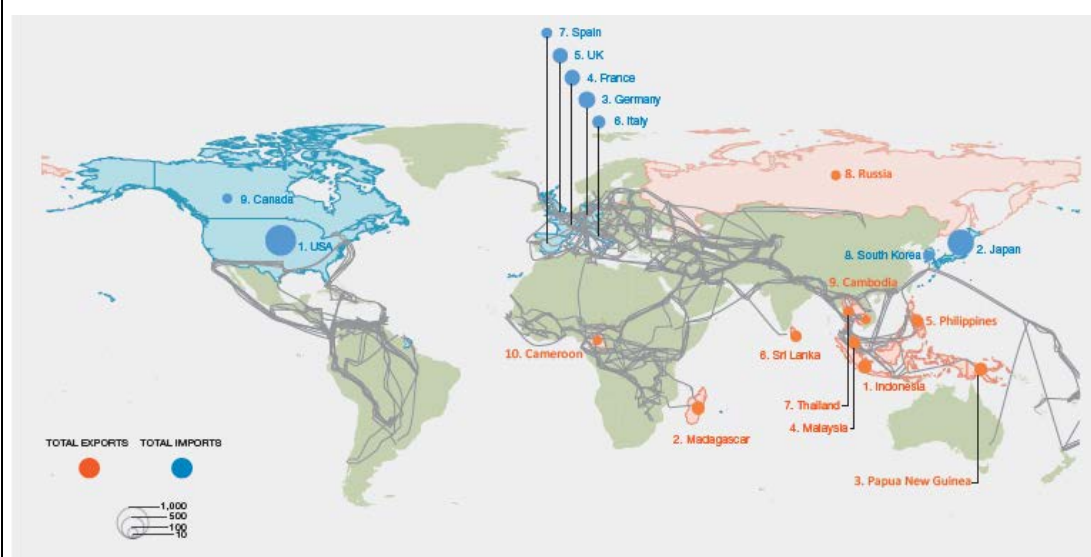 7. Spain
5. UK
4. France
3. Germany
6. Italy
8. Russia
9. Canada
1. USA
8. South Korea
2. Japan
9. Cambodia
5. Philippines
10. Cameroon
6. Sri Lanka
1. Indonesia
7. Thailand
4. Malaysia
2. Madagascar
3. Papua New Guinea
TOTAL EXPORTS TOTAL IMPORTS
1,000
500
100
10